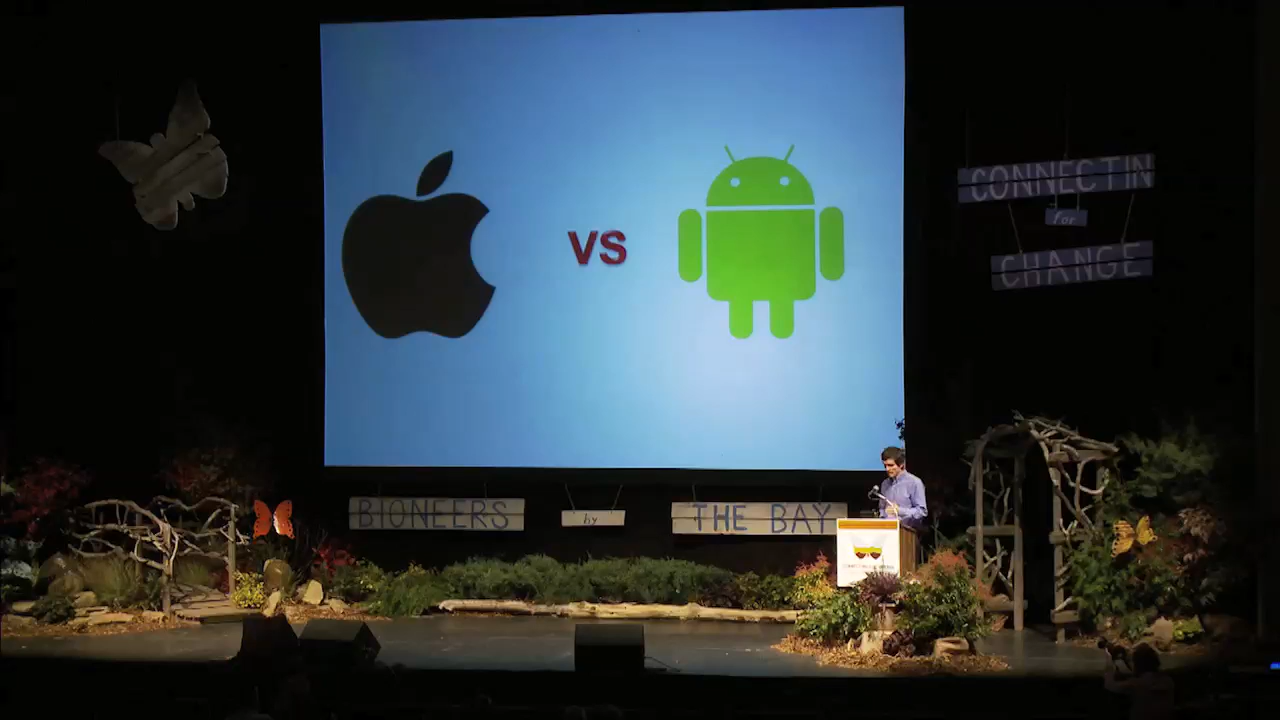 VS
CONNECTIN
for
CHANGE
BIONEERS
by
THE BAY